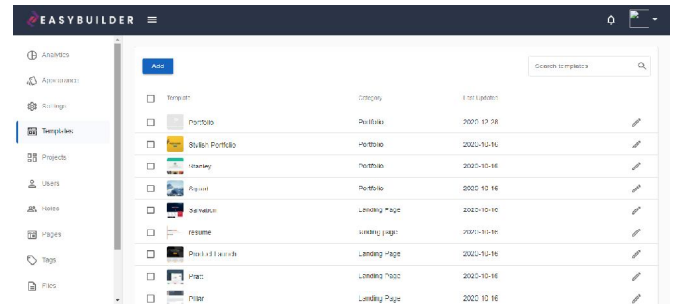 EASYBUILDER
Analytics
Appearance
Settings
Templates
Projects
Users
Roles
Pages
Tags
Files
Add
Search templates
Template Category Last Updated
Portfolio Portfolio 2020-12-28
Stylish Portfolio Portfolio 2020-10-16
Stanley Portfolio 2020-10-16
Portfolio 2020-10-16
Salvation Landing Page 2020-10-16
resume landing page 2020-10-16
Product Launch Landing Page 2020-10-16
Pratt Landing Page 2020-10-16
Pillar Landing Page 2020-10-16